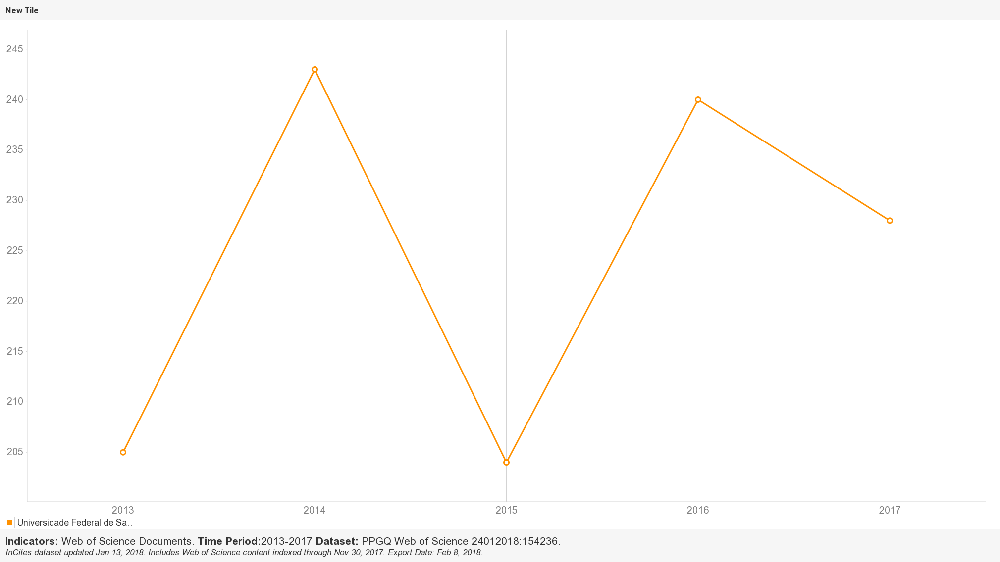 New Tile
245
240
235
230
225
220
215
210
205
2013 2014 2015 2016 2017
Universidade Federal de Sa..
Indicators: Web of Science Documents. Time Period:2013-2017 Dataset: PPGQ Web of Science 24012018:154236.
InCites dataset updated Jan 13, 2018. Includes Web of Science content indexed through Nov 30, 2017. Export Date: Feb 8, 2018.